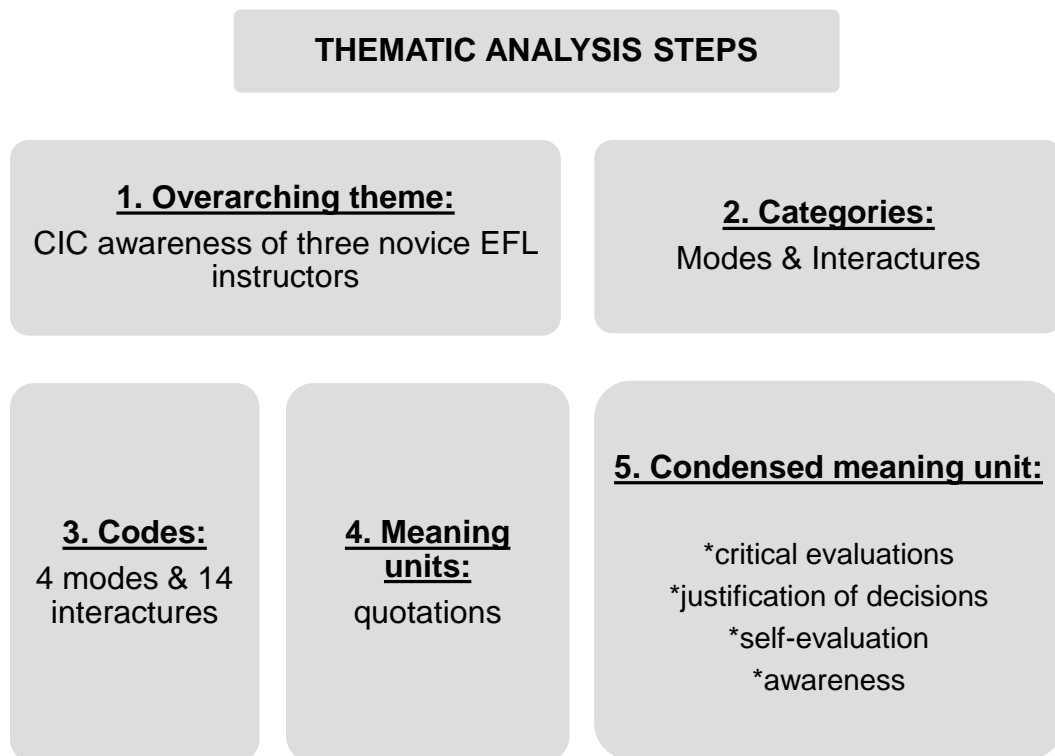 THEMATIC ANALYSIS STEPS
1. Overarching theme:
CIC awareness of three novice EFL
instructors
2. Categories:
Modes & Interactures
3. Codes:
4 modes & 14
interactures
4. Meaning
units:
quotations
5. Condensed meaning unit:
*critical evaluations
*justification of decisions
*self-evaluation
*awareness